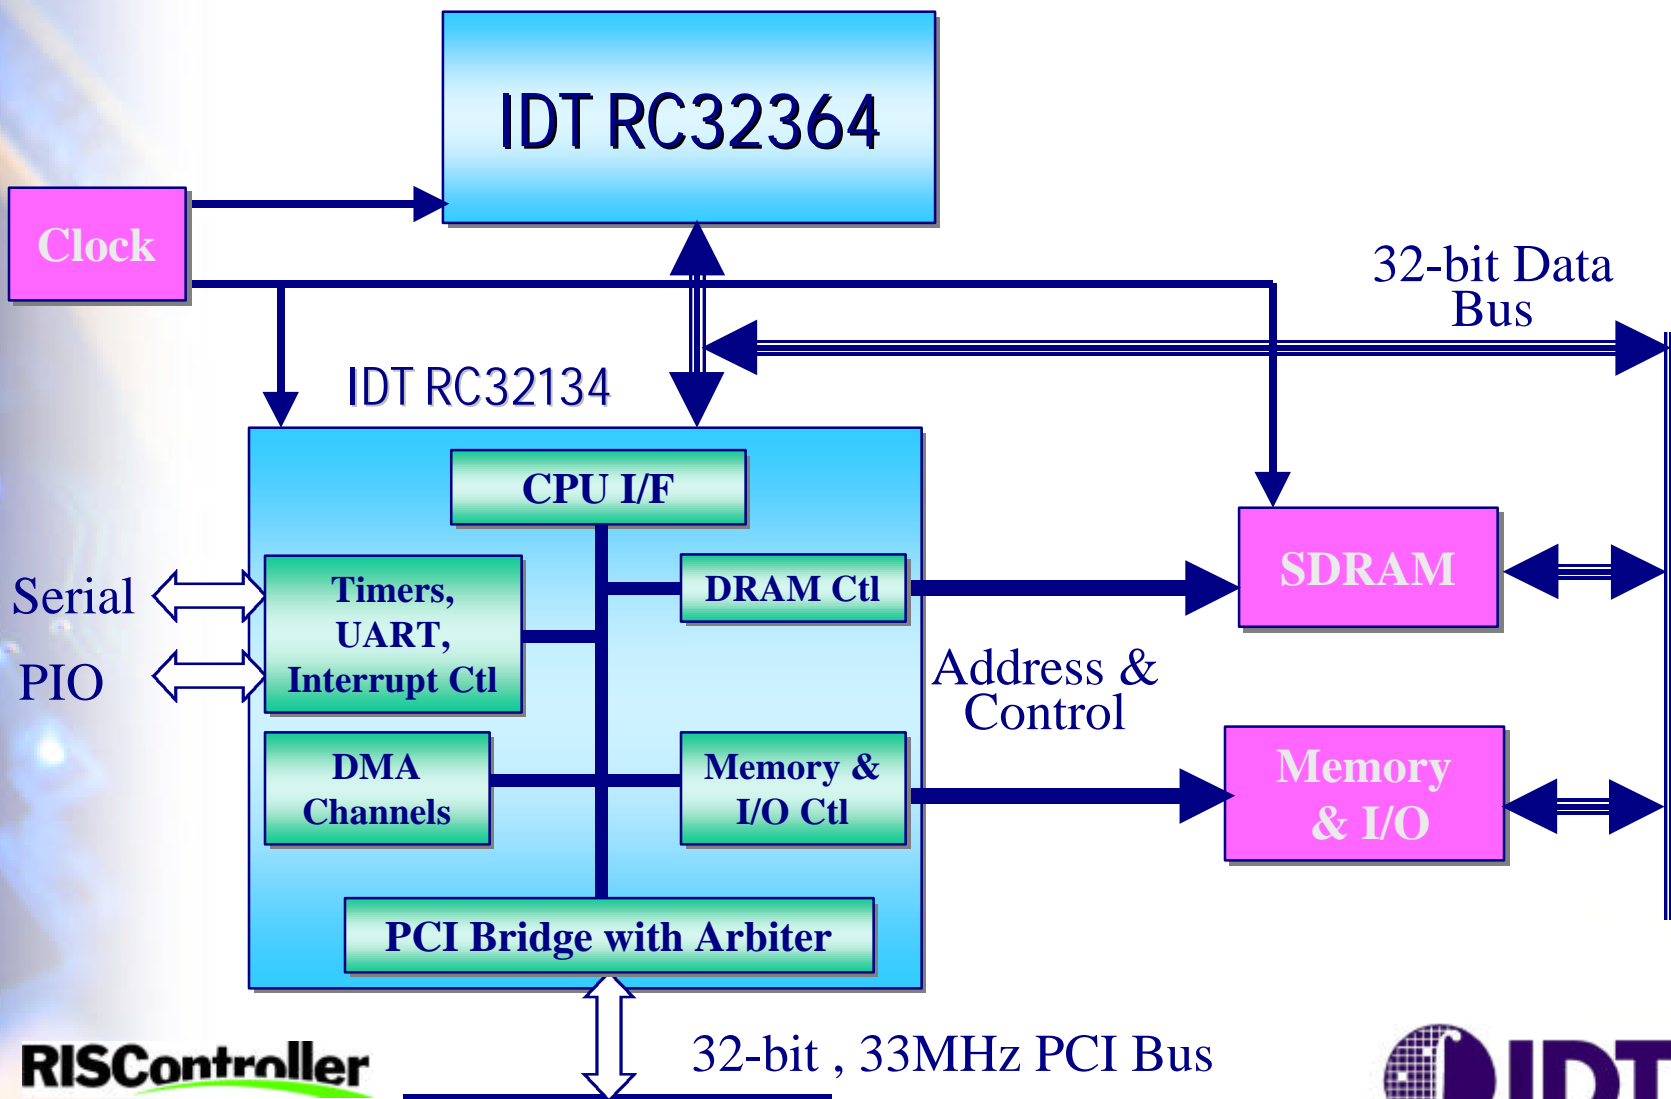 IDT RC32364
Clock
32-bit Data
Bus
IDT RC32134
CPU I/F
Timers,
UART,
Interrupt Ctl
DRAM Ctl
SDRAM
Serial
PIO
Address &
Control
DMA
Channels
Memory &
I/O Ctl
Memory
& I/O
PCI Bridge with Arbiter
32-bit , 33MHz PCI Bus
RISController
IDT